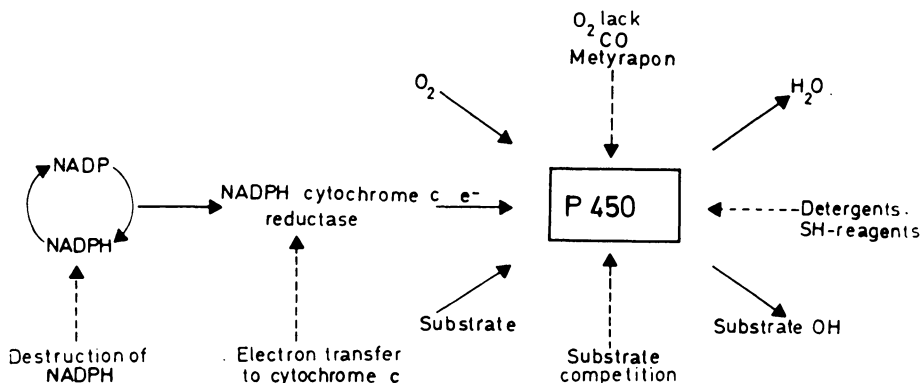 O2 lack
CO
Metyrapon
O2
H2O.
NADP
NADPH cytochrome c e-
reductase
P 450
NADPH
Detergents.
SH-reagents
Substrate
Substrate OH
Destruction of
NADPH
. Electron transfer
to cytochrome c
Substrate
competition